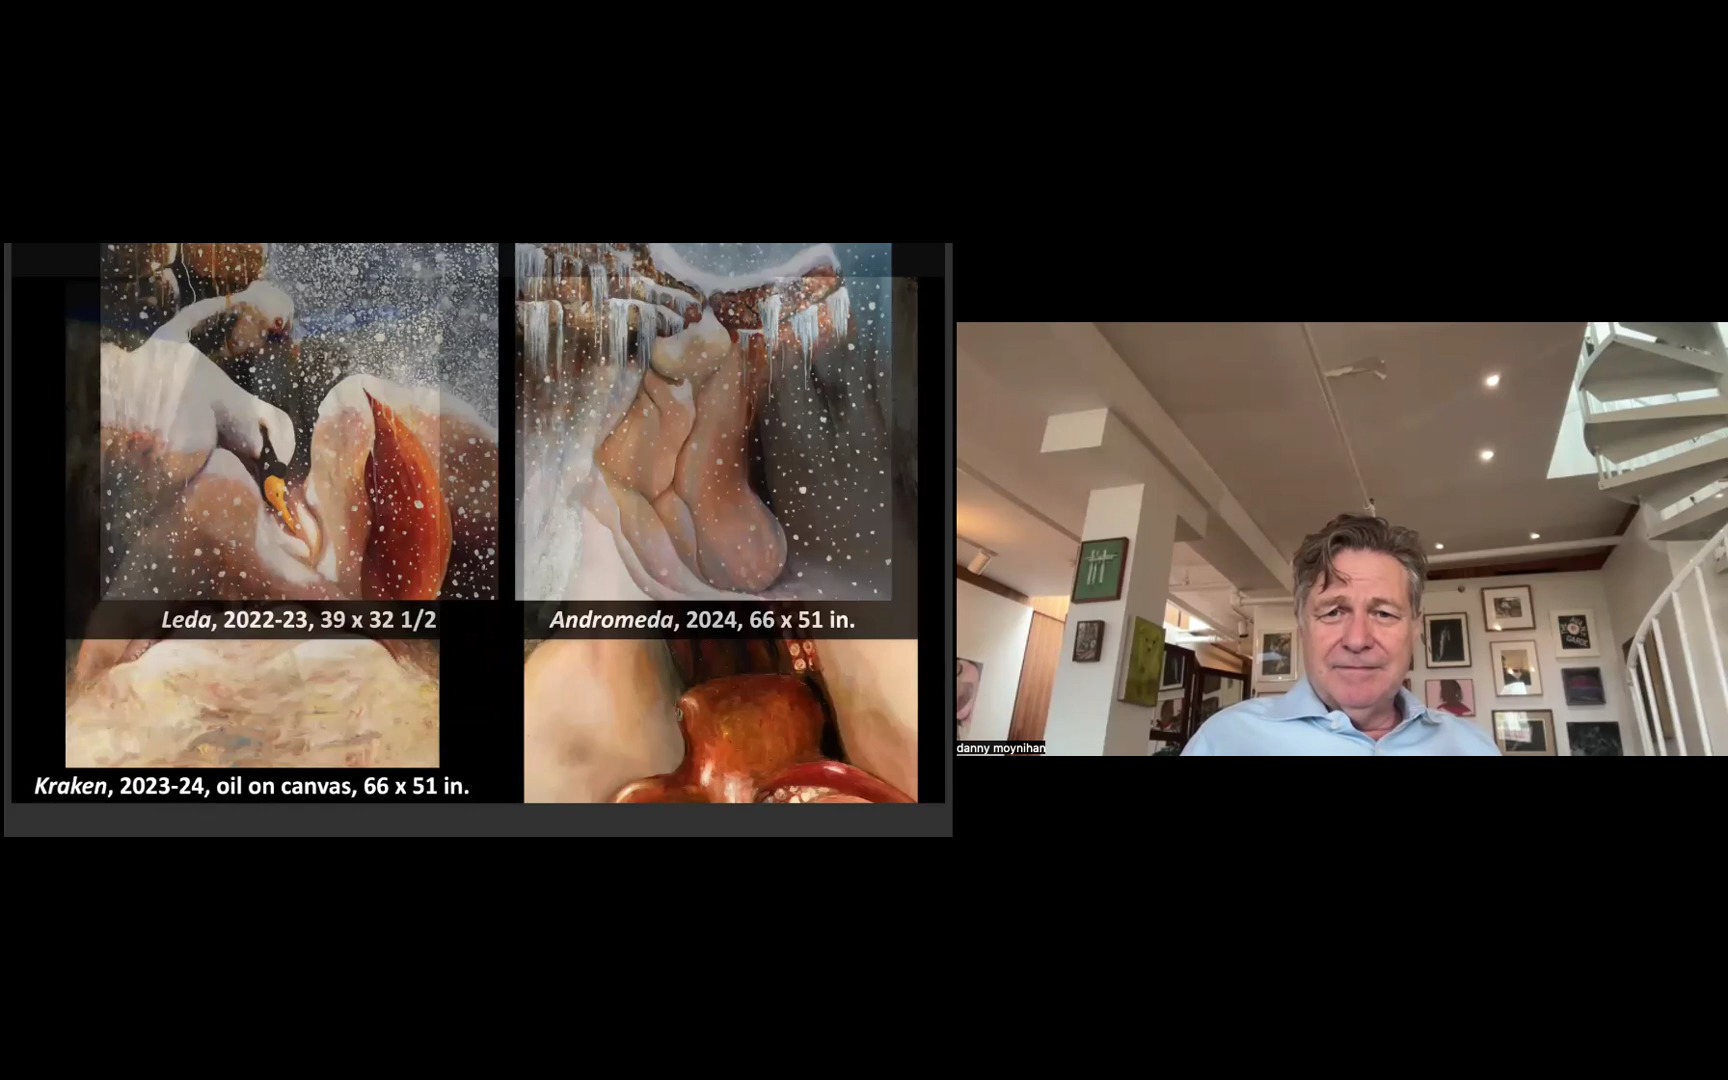 Leda, 2022-23, 39 x 32 1/2
Andromeda, 2024, 66 x 51 in.
Kraken, 2023-24, oil on canvas, 66 x 51 in.
danny moynihan